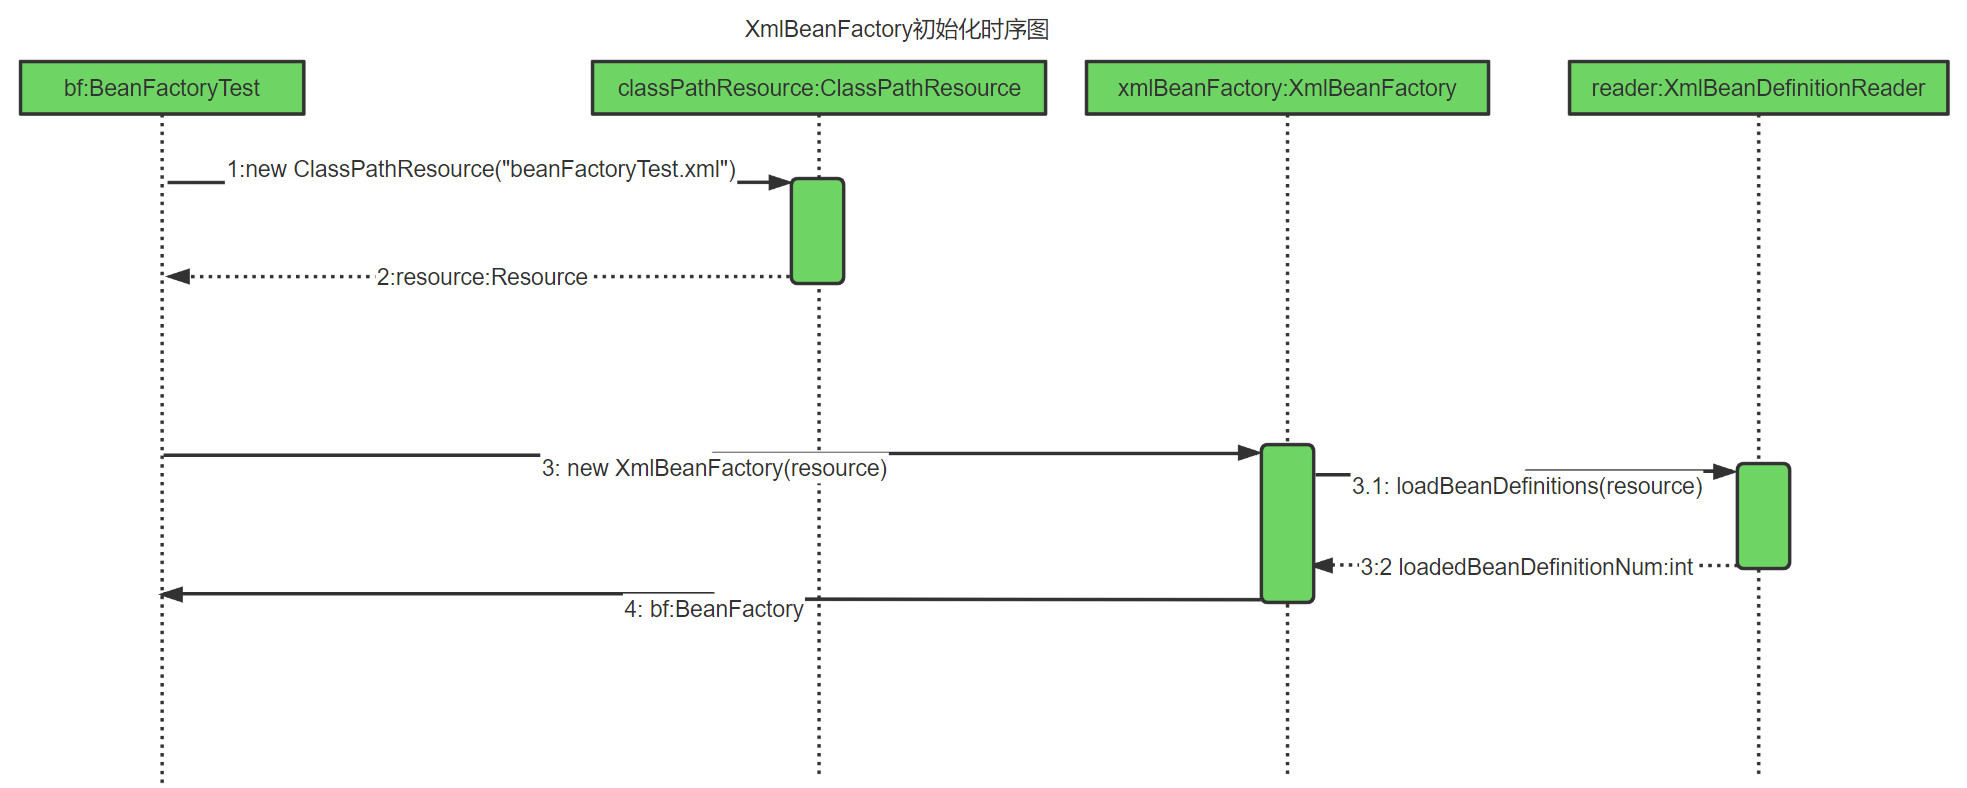 XmlBeanFactory初始化时序图
bf:BeanFactoryTest
classPathResource:ClassPathResource
xmlBeanFactory:XmlBeanFactory
reader:XmlBeanDefinitionReader
1:new ClassPathResource("beanFactoryTest.xml")
2:resource:Resource
3: new XmlBeanFactory(resource)
3.1: loadBeanDefinitions(resource)
3:2 loadedBeanDefinitionNum:int
4: bf:BeanFactory